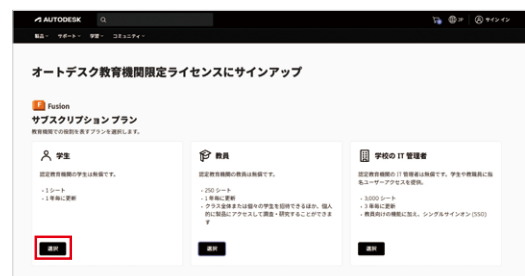 AUTODESK
JP サインイン
製品 サポート 学習 コミュニティ
オートデスク教育機関限定ライセンスにサインアップ
F Fusion
サブスクリプション プラン
教育機関での役割を表すプランを選択します。
学生
認定教育機関の学生は無償です。
・1 シート
・1 年毎に更新
選択
教員
認定教育機関の教員は無償です。
・250 シート
・1 年毎に更新
・クラス全体または個々の学生を招待できるほか、個人
的に製品にアクセスして調査・研究することができま
す
選択
学校の IT 管理者
認定教育機関の IT 管理者は無償です。学生や教職員に指
名ユーザーアクセスを提供。
・3,000 シート
・3 年毎に更新
・教員向けの機能に加え、シングルサインオン (SSO)
選択